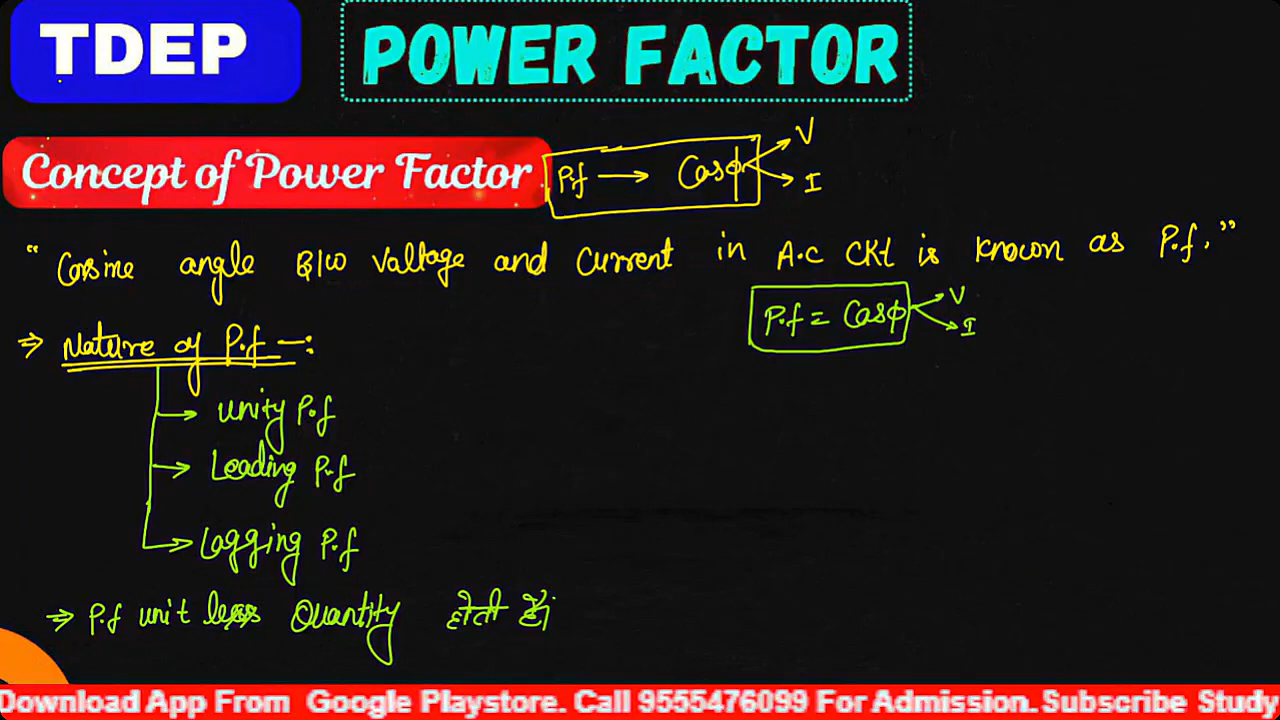 TDEP
POWER FACTOR
Concept of Power Factor
P.f → Cosϕ
V
I
“ Cosine angle B/W Voltage and Current in A.C CKt is known as P.f. ”
P.f = Cosϕ
V
I
⇒ Nature of P.f –:
→ Unity P.f
→ Leading P.f
→ Lagging P.f
⇒ P.f unit less Quantity होती है।
Download App From Google Playstore. Call 9555476099 For Admission. Subscribe Study